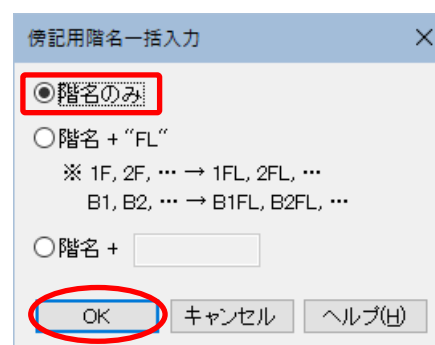 傍記用階名一括入力
階名のみ
階名 + "FL"
※ 1F, 2F, … → 1FL, 2FL, …
B1, B2, … → B1FL, B2FL, …
階名 +
OK キャンセル ヘルプ(H)